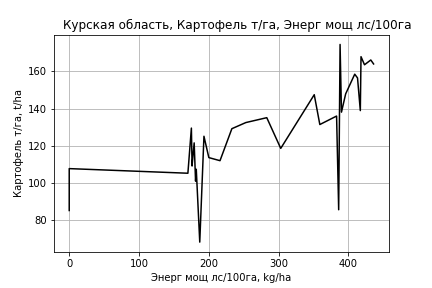 Курская область, Картофель т/га, Энерг мощ лс/100га
Картофель т/га, t/ha
160
140
120
100
80
0 100 200 300 400
Энерг мощ лс/100га, kg/ha